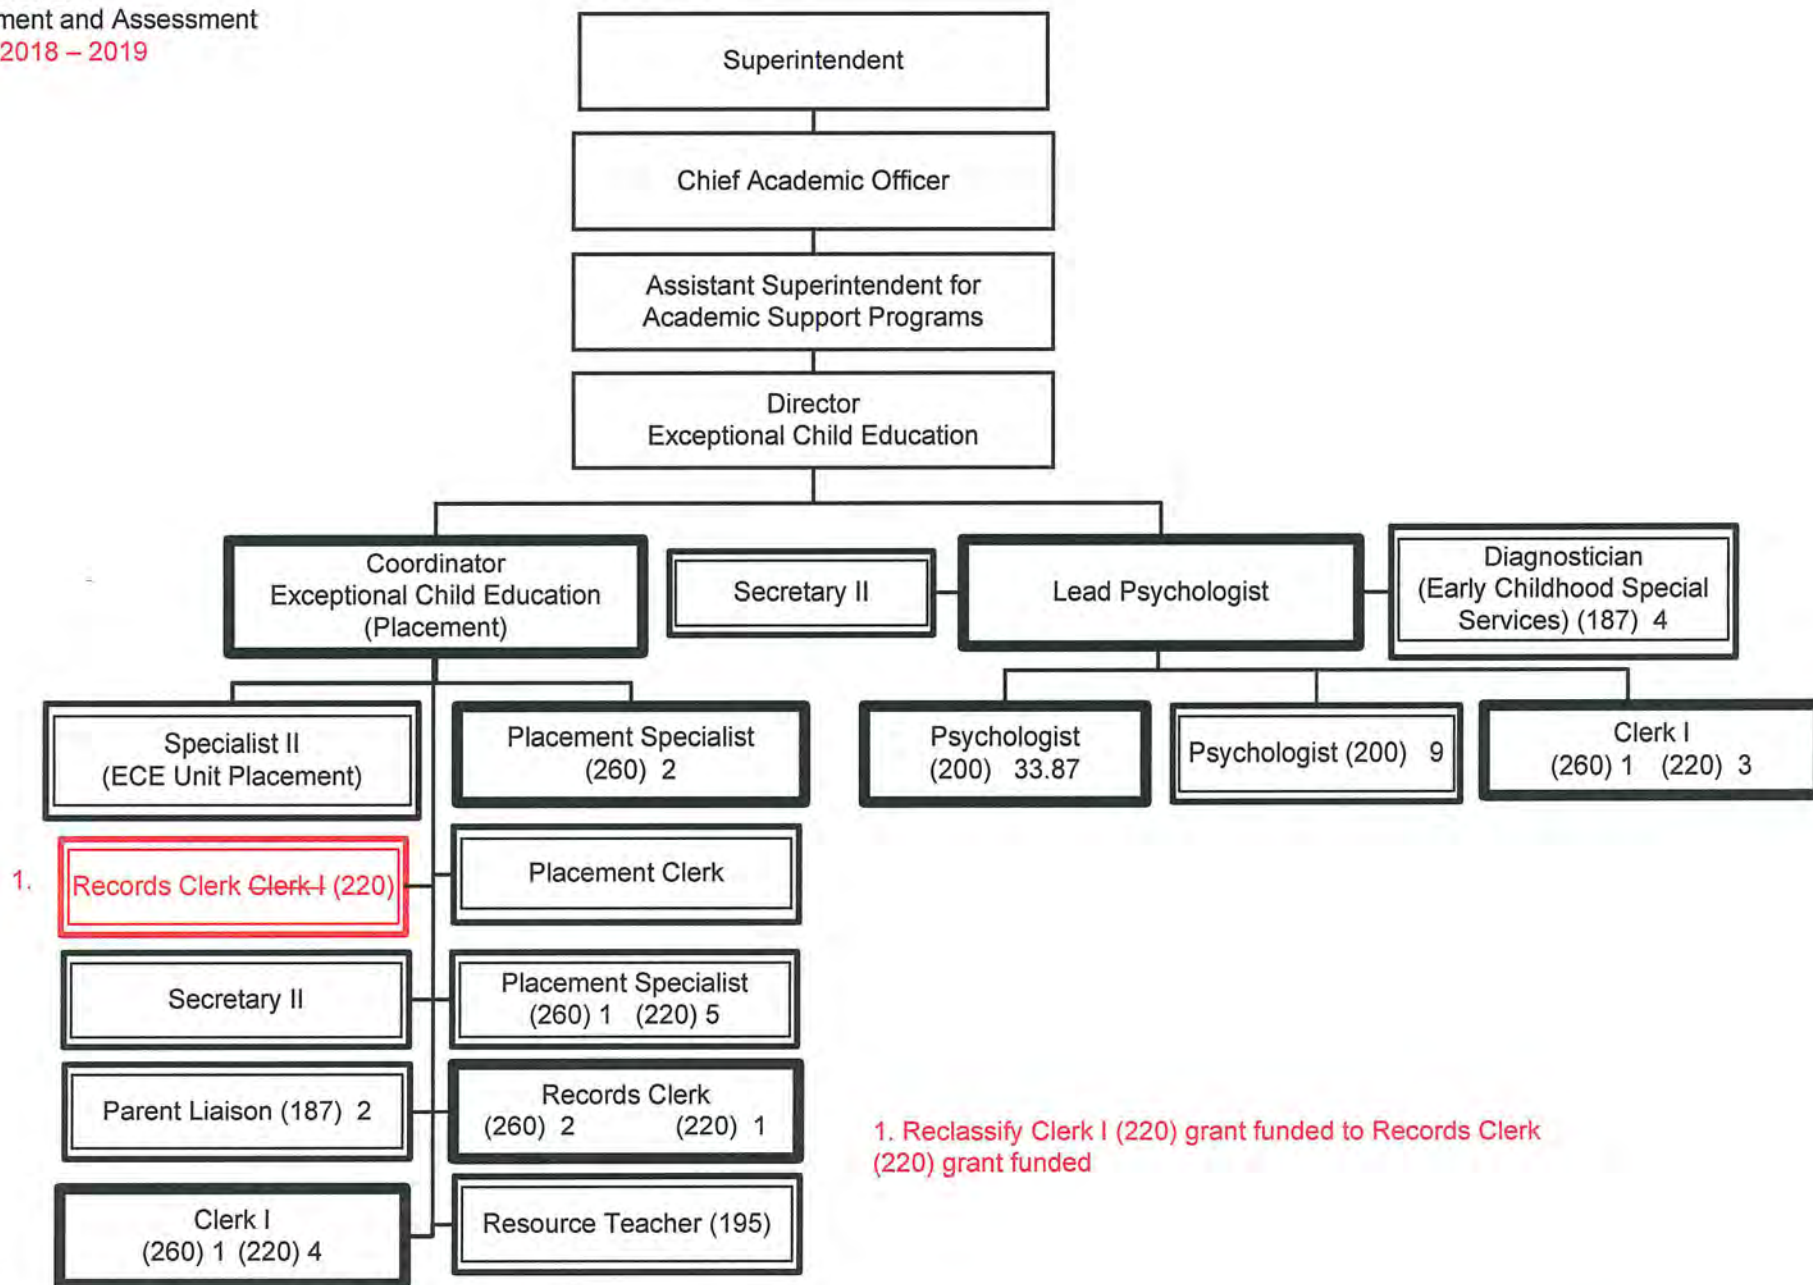 ment and Assessment
2018 – 2019
Superintendent
Chief Academic Officer
Assistant Superintendent for
Academic Support Programs
Director
Exceptional Child Education
Coordinator
Exceptional Child Education
(Placement)
Secretary II
Lead Psychologist
Diagnostician
(Early Childhood Special
Services) (187) 4
Specialist II
(ECE Unit Placement)
Placement Specialist
(260) 2
Psychologist
(200) 33.87
Psychologist (200) 9
Clerk I
(260) 1 (220) 3
1.
Records Clerk Clerk I (220)
Placement Clerk
Secretary II
Placement Specialist
(260) 1 (220) 5
Parent Liaison (187) 2
Records Clerk
(260) 2 (220) 1
Clerk I
(260) 1 (220) 4
Resource Teacher (195)
1. Reclassify Clerk I (220) grant funded to Records Clerk
(220) grant funded